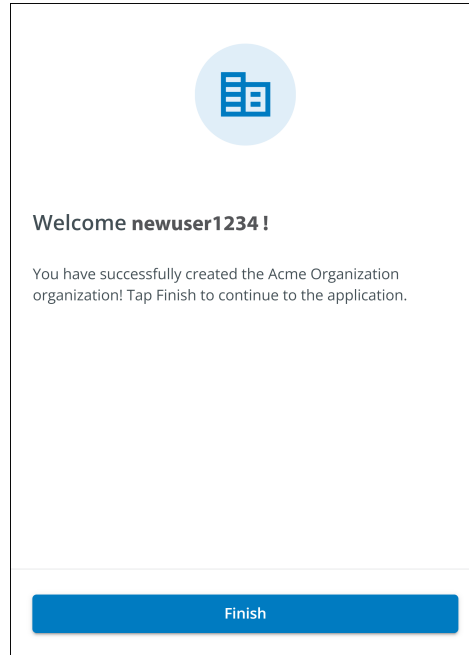 Welcome newuser1234!
You have successfully created the Acme Organization
organization! Tap Finish to continue to the application.
Finish